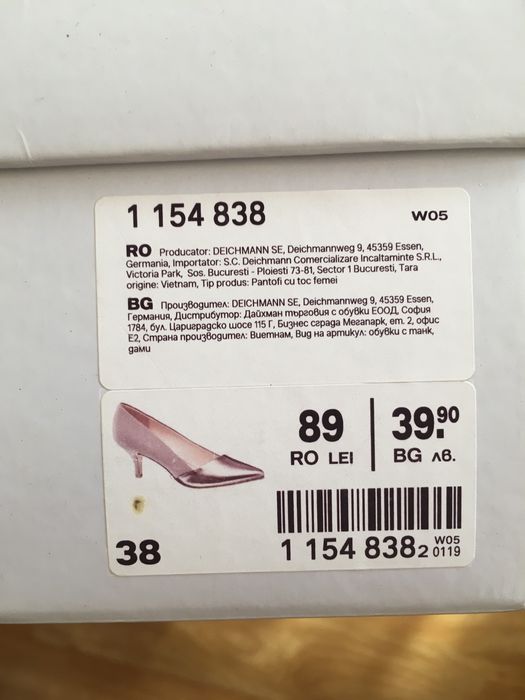 1 154 838 W05
RO Producator: DEICHMANN SE, Deichmannweg 9, 45359 Essen,
Germania, Importator: S.C. Deichmann Comercializare Incaltaminte S.R.L.,
Victoria Park, Sos. Bucuresti - Ploiesti 73-81, Sector 1 Bucuresti, Tara
origine: Vietnam, Tip produs: Pantofi cu toc femei
BG Производител: DEICHMANN SE, Deichmannweg 9, 45359 Essen,
Германия, Дистрибутор: Дайхман търговия с обувки ЕООД, София
1784, бул. Цариградско шосе 115 Г, Бизнес сграда Мегапарк, ет. 2, офис
Е2, Страна производител: Виетнам, Вид на артикул: обувки с танк,
дами
89 39.90
RO LEI BG лв.
38
1 154 838 2 W05 0119